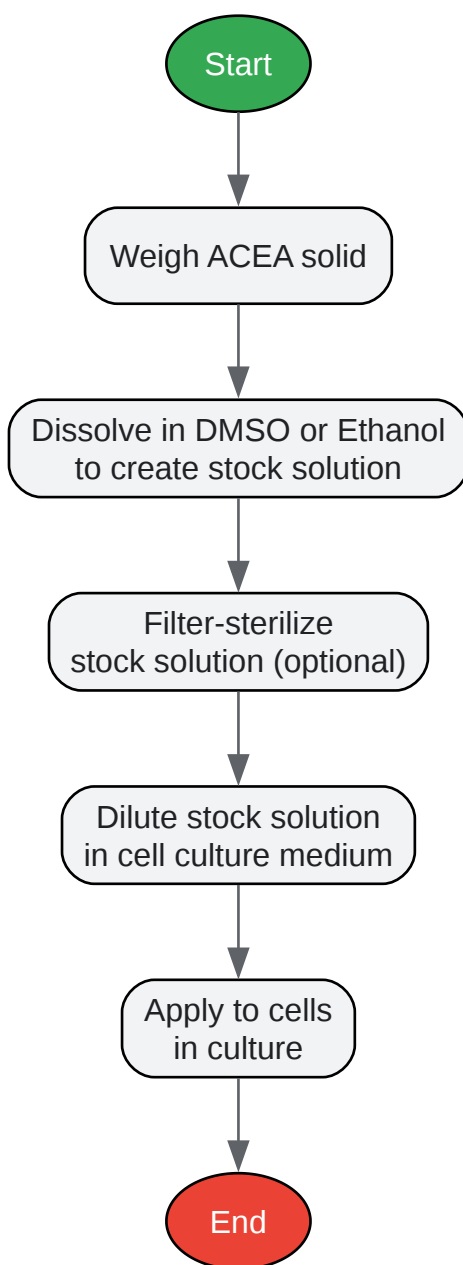 Start
Weigh ACEA solid
Dissolve in DMSO or Ethanol
to create stock solution
Filter-sterilize
stock solution (optional)
Dilute stock solution
in cell culture medium
Apply to cells
in culture
End